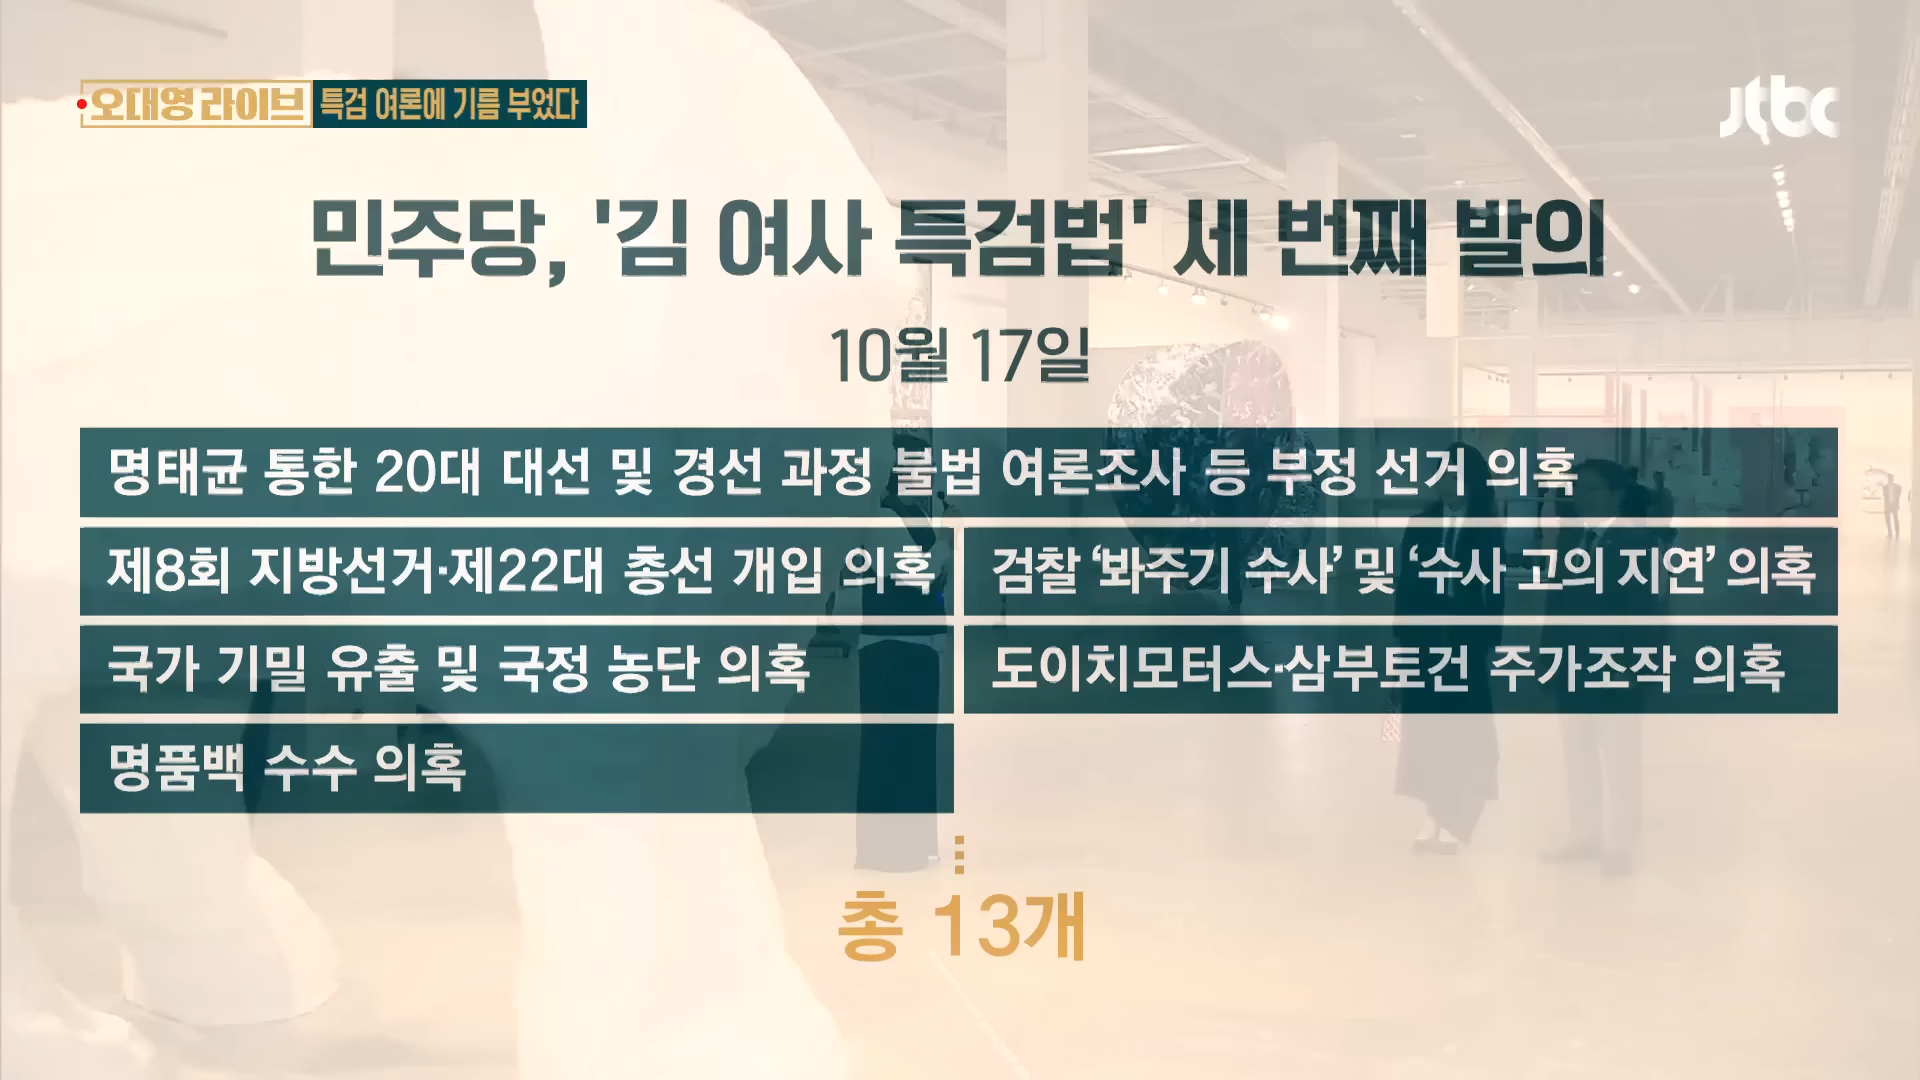 오대영 라이브 특검 여론에 기름 부었다
jtbc
민주당, '김 여사 특검법' 세 번째 발의
10월 17일
명태균 통한 20대 대선 및 경선 과정 불법 여론조사 등 부정 선거 의혹
제8회 지방선거·제22대 총선 개입 의혹
검찰 ‘봐주기 수사’ 및 ‘수사 고의 지연’ 의혹
국가 기밀 유출 및 국정 농단 의혹
도이치모터스·삼부토건 주가조작 의혹
명품백 수수 의혹
총 13개